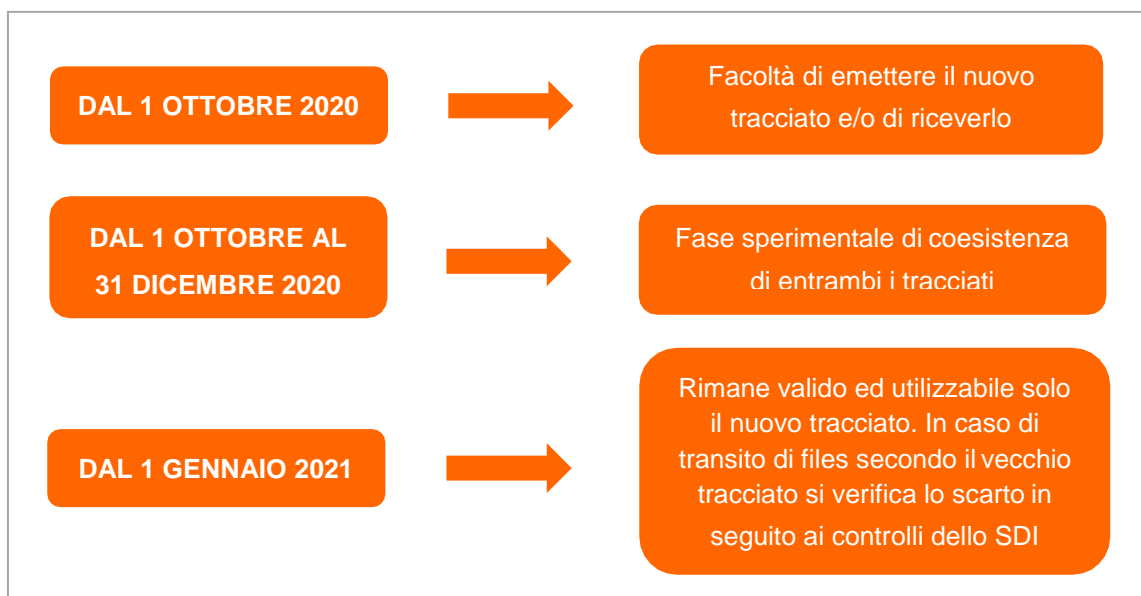 DAL 1 OTTOBRE 2020
Facoltà di emettere il nuovo
tracciato e/o di riceverlo
DAL 1 OTTOBRE AL
31 DICEMBRE 2020
Fase sperimentale di coesistenza
di entrambi i tracciati
DAL 1 GENNAIO 2021
Rimane valido ed utilizzabile solo
il nuovo tracciato. In caso di
transito di files secondo il vecchio
tracciato si verifica lo scarto in
seguito ai controlli dello SDI